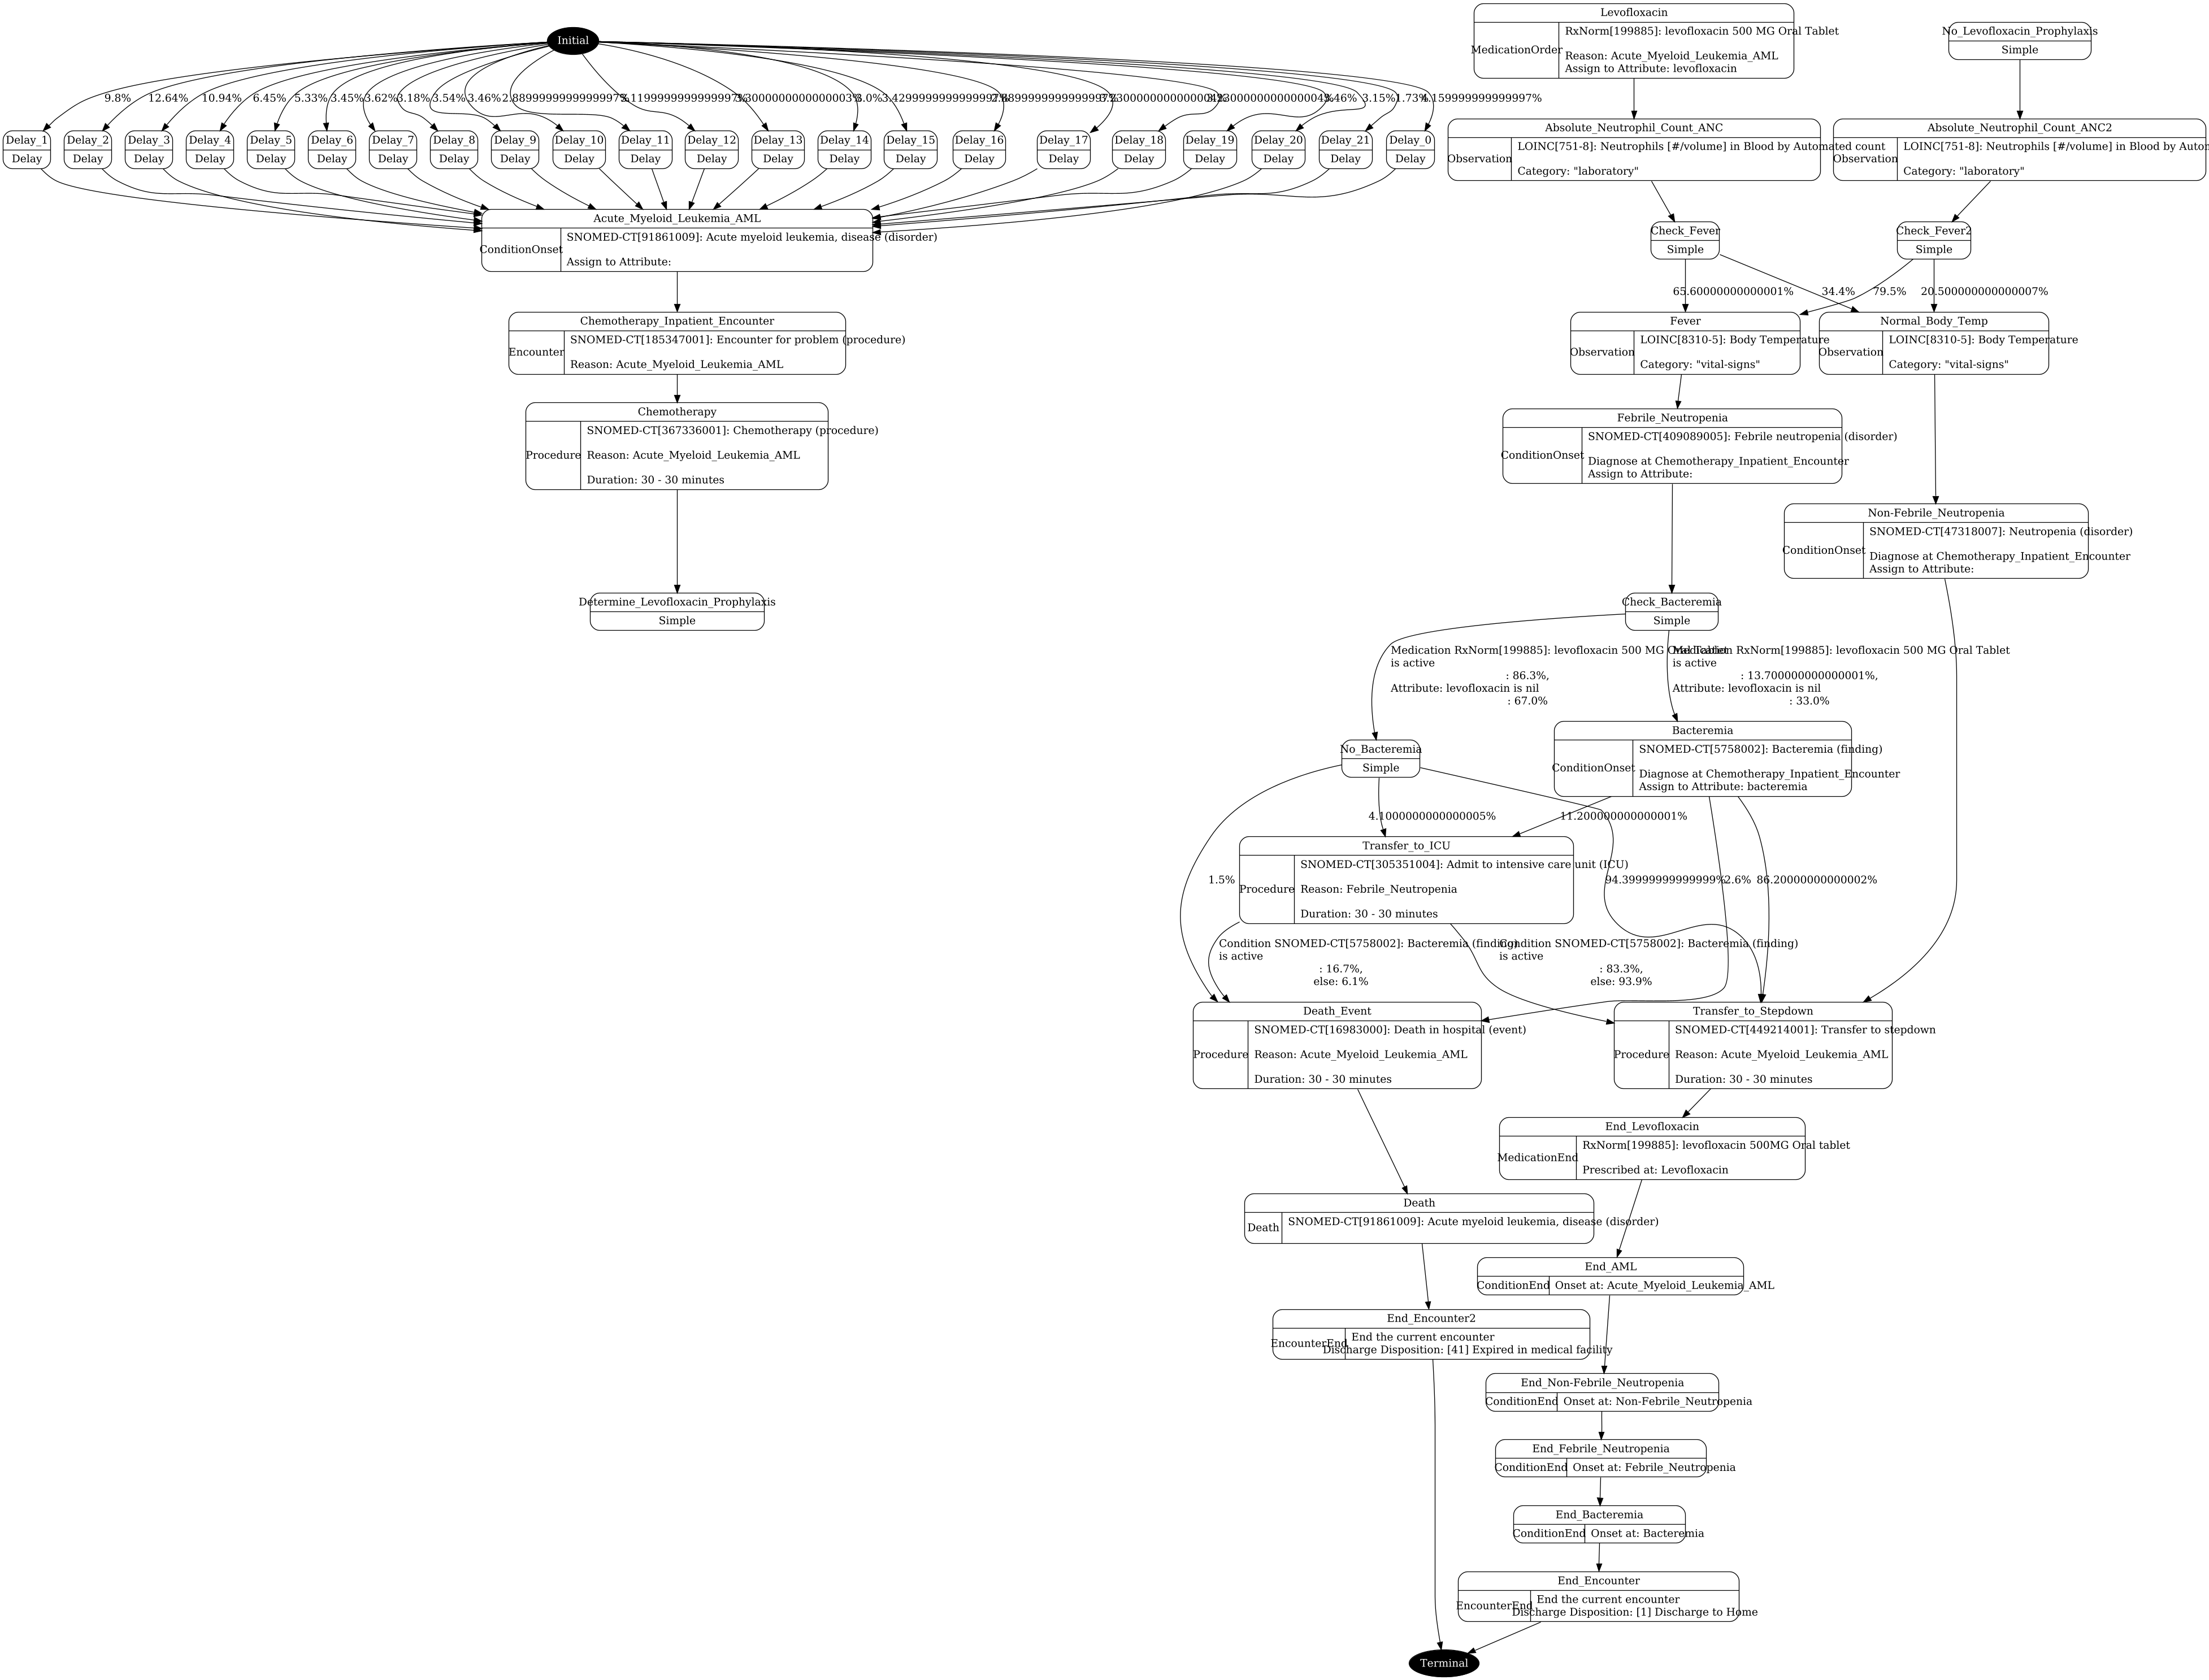 Initial
9.8%
12.64%
10.94%
6.45%
5.33%
3.45%
3.62%
3.18%
3.54%
3.46%
3.0%
3.46%
3.15%
1.73%
Delay_1
Delay
Delay_2
Delay
Delay_3
Delay
Delay_4
Delay
Delay_5
Delay
Delay_6
Delay
Delay_7
Delay
Delay_8
Delay
Delay_9
Delay
Delay_10
Delay
Delay_11
Delay
Delay_12
Delay
Delay_13
Delay
Delay_14
Delay
Delay_15
Delay
Delay_16
Delay
Delay_17
Delay
Delay_18
Delay
Delay_19
Delay
Delay_20
Delay
Delay_21
Delay
Delay_0
Delay
Acute_Myeloid_Leukemia_AML
ConditionOnset
SNOMED-CT[91861009]: Acute myeloid leukemia, disease (disorder)
Assign to Attribute:
Chemotherapy_Inpatient_Encounter
Encounter
SNOMED-CT[185347001]: Encounter for problem (procedure)
Reason: Acute_Myeloid_Leukemia_AML
Chemotherapy
Procedure
SNOMED-CT[367336001]: Chemotherapy (procedure)
Reason: Acute_Myeloid_Leukemia_AML
Duration: 30 - 30 minutes
Determine_Levofloxacin_Prophylaxis
Simple
Levofloxacin
MedicationOrder
RxNorm[199885]: levofloxacin 500 MG Oral Tablet
Reason: Acute_Myeloid_Leukemia_AML
Assign to Attribute: levofloxacin
No_Levofloxacin_Prophylaxis
Simple
Absolute_Neutrophil_Count_ANC
Observation
LOINC[751-8]: Neutrophils [#/volume] in Blood by Automated count
Category: "laboratory"
Absolute_Neutrophil_Count_ANC2
Observation
LOINC[751-8]: Neutrophils [#/volume] in Blood by
Category: "laboratory"
Check_Fever
Simple
Check_Fever2
Simple
65.60000000000001%
34.4%
79.5%
20.500000000000007%
Fever
Observation
LOINC[8310-5]: Body Temperature
Category: "vital-signs"
Normal_Body_Temp
Observation
LOINC[8310-5]: Body Temperature
Category: "vital-signs"
Febrile_Neutropenia
ConditionOnset
SNOMED-CT[409089005]: Febrile neutropenia (disorder)
Diagnose at Chemotherapy_Inpatient_Encounter
Assign to Attribute:
Non-Febrile_Neutropenia
ConditionOnset
SNOMED-CT[47318007]: Neutropenia (disorder)
Diagnose at Chemotherapy_Inpatient_Encounter
Assign to Attribute:
Check_Bacteremia
Simple
Medication RxNorm[199885]: levofloxacin 500 MG Oral Tablet
is active
: 86.3%,
Attribute: levofloxacin is nil
: 67.0%
Medication RxNorm[199885]: levofloxacin 500 MG Oral Tablet
is active
: 13.700000000000001%,
Attribute: levofloxacin is nil
: 33.0%
No_Bacteremia
Simple
Bacteremia
ConditionOnset
SNOMED-CT[5758002]: Bacteremia (finding)
Diagnose at Chemotherapy_Inpatient_Encounter
Assign to Attribute: bacteremia
4.1000000000000005%
11.200000000000001%
Transfer_to_ICU
Procedure
SNOMED-CT[305351004]: Admit to intensive care unit (ICU)
Reason: Febrile_Neutropenia
Duration: 30 - 30 minutes
1.5%
94.39999999999999%
2.6%
86.20000000000002%
Condition SNOMED-CT[5758002]: Bacteremia (finding)
is active
: 16.7%,
else: 6.1%
Condition SNOMED-CT[5758002]: Bacteremia (finding)
is active
: 83.3%,
else: 93.9%
Death_Event
Procedure
SNOMED-CT[16983000]: Death in hospital (event)
Reason: Acute_Myeloid_Leukemia_AML
Duration: 30 - 30 minutes
Transfer_to_Stepdown
Procedure
SNOMED-CT[449214001]: Transfer to stepdown
Reason: Acute_Myeloid_Leukemia_AML
Duration: 30 - 30 minutes
End_Levofloxacin
MedicationEnd
RxNorm[199885]: levofloxacin 500MG Oral tablet
Prescribed at: Levofloxacin
Death
Death
SNOMED-CT[91861009]: Acute myeloid leukemia, disease (disorder)
End_AML
ConditionEnd
Onset at: Acute_Myeloid_Leukemia_AML
End_Encounter2
EncounterEnd
End the current encounter
Discharge Disposition: [41] Expired in medical facility
End_Non-Febrile_Neutropenia
ConditionEnd
Onset at: Non-Febrile_Neutropenia
End_Febrile_Neutropenia
ConditionEnd
Onset at: Febrile_Neutropenia
End_Bacteremia
ConditionEnd
Onset at: Bacteremia
End_Encounter
EncounterEnd
End the current encounter
Discharge Disposition: [1] Discharge to Home
Terminal